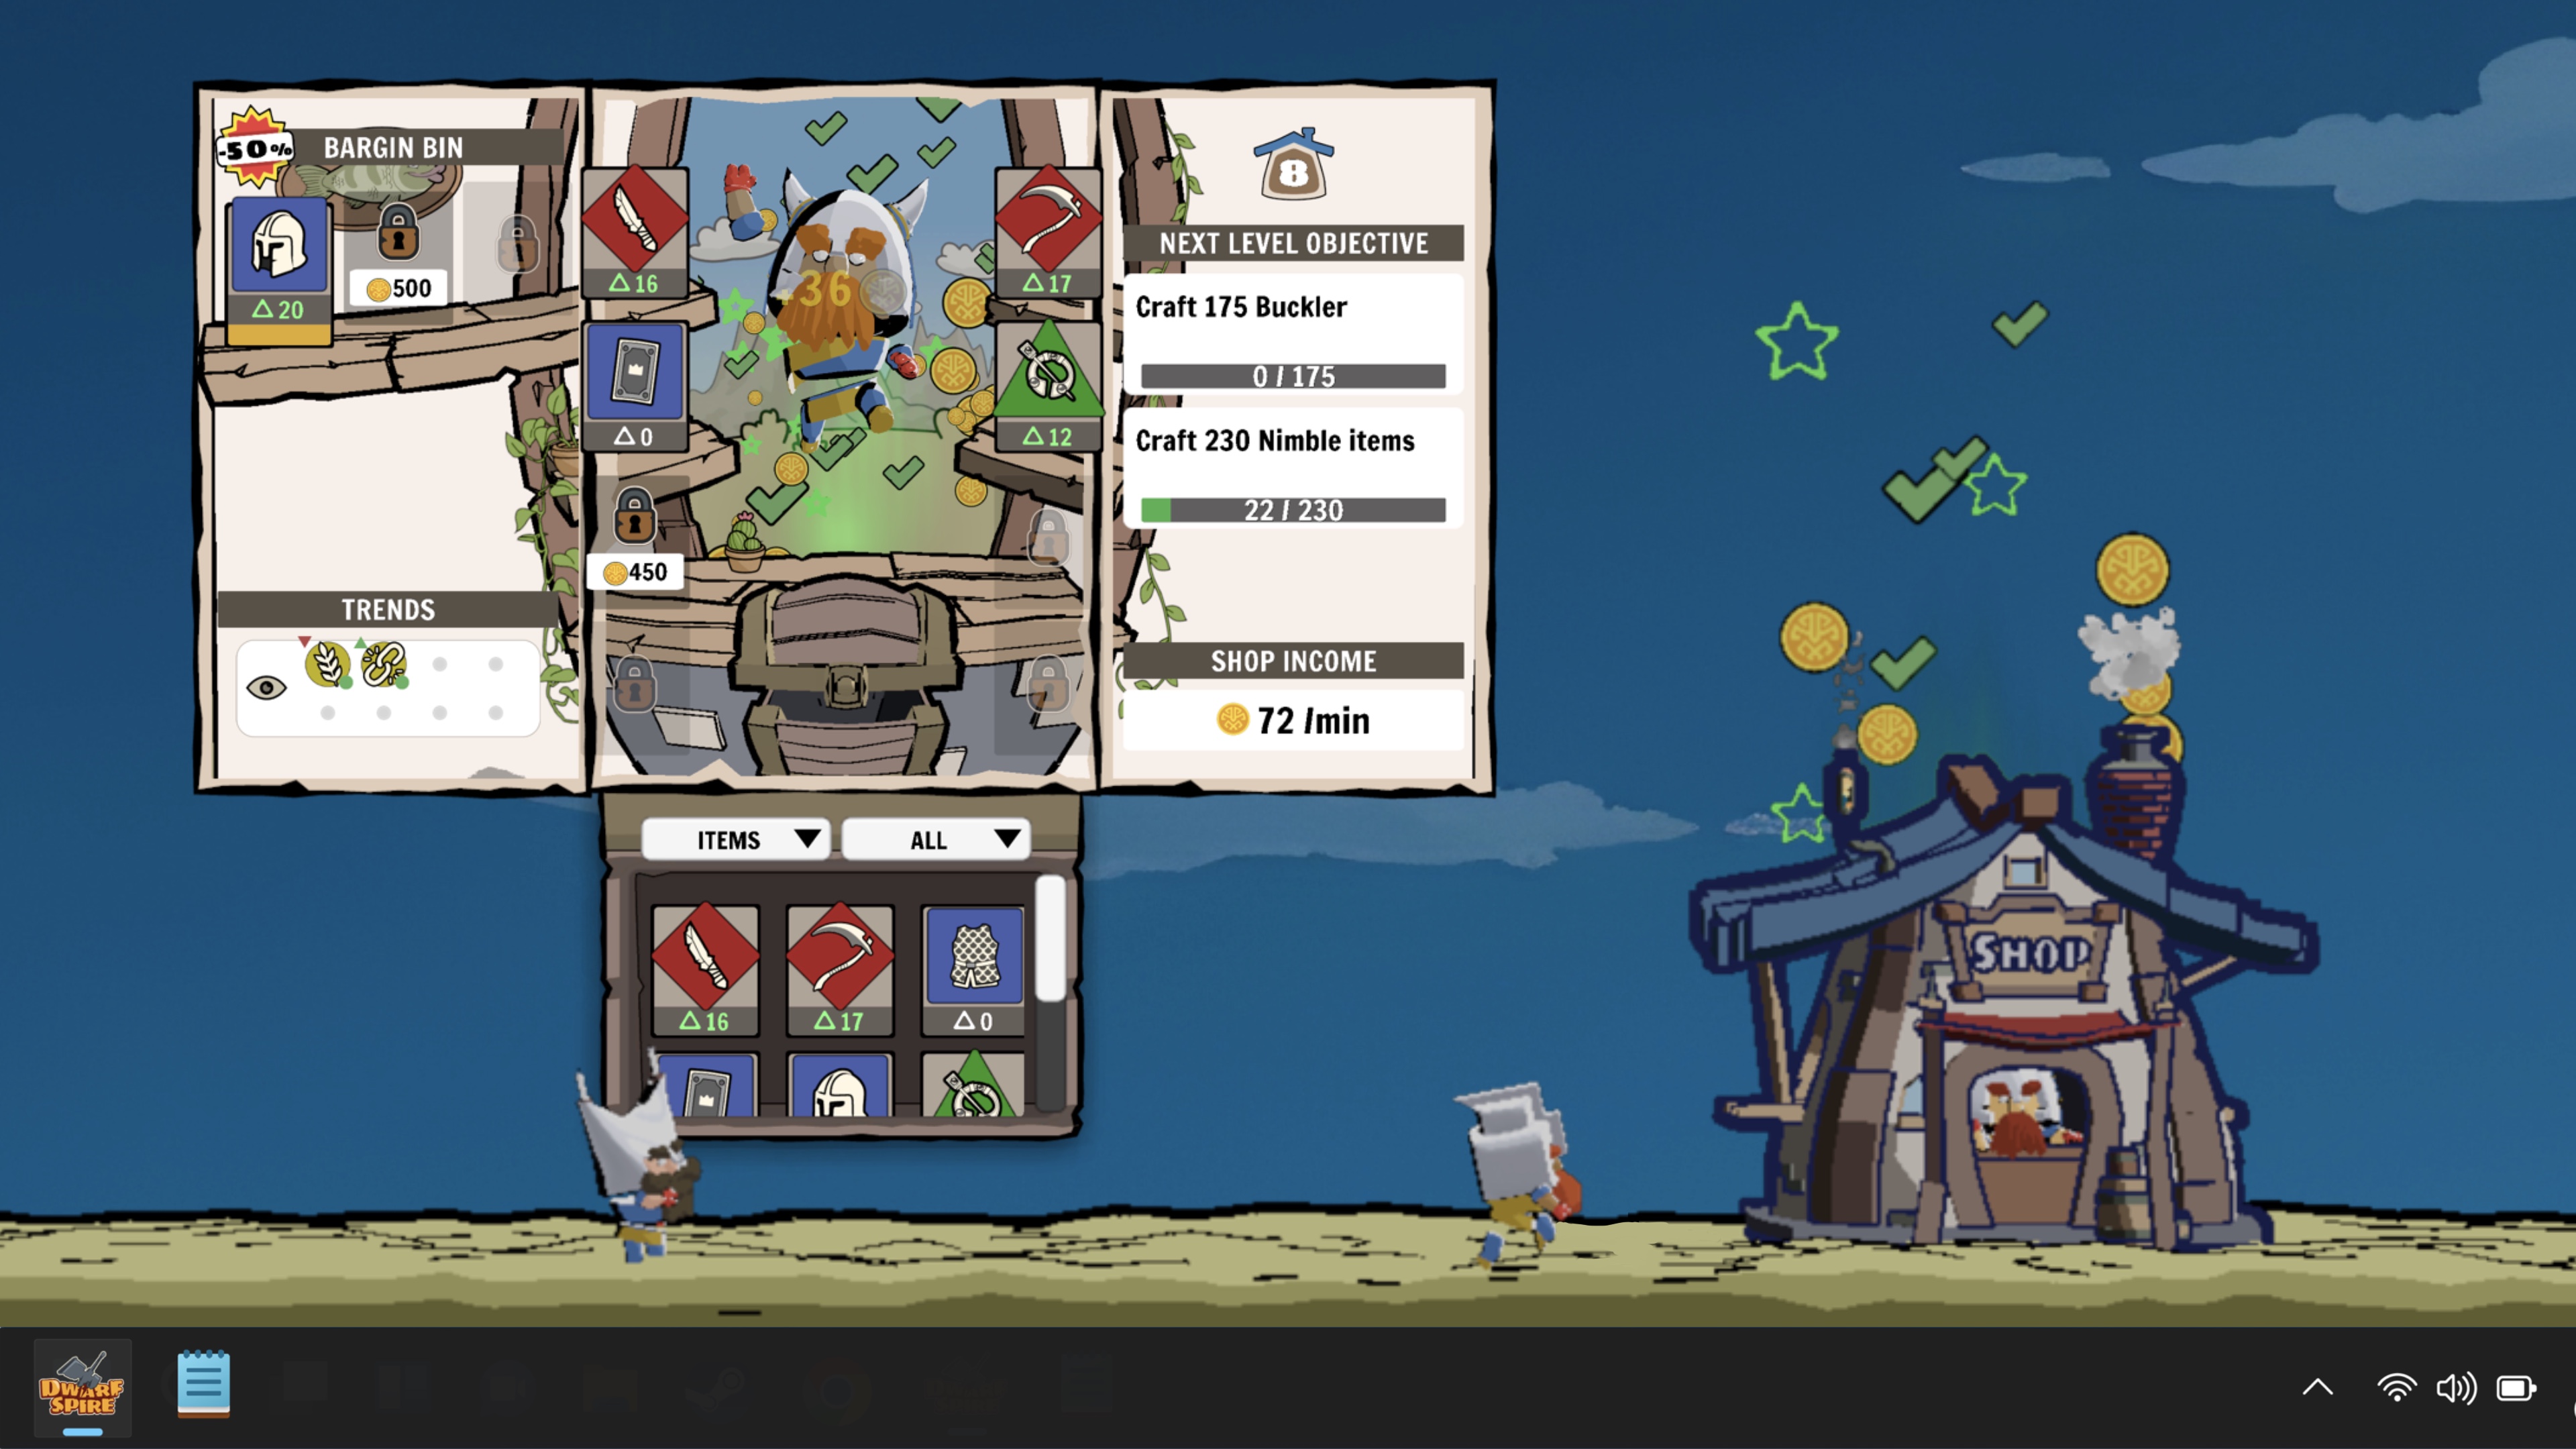 -50%
BARGIN BIN
20
500
TRENDS
16
17
0
12
450
+36
8
NEXT LEVEL OBJECTIVE
Craft 175 Buckler
0 / 175
Craft 230 Nimble items
22 / 230
SHOP INCOME
72 /min
ITEMS
ALL
16
17
0
SHOP
DWARF
SPIRE